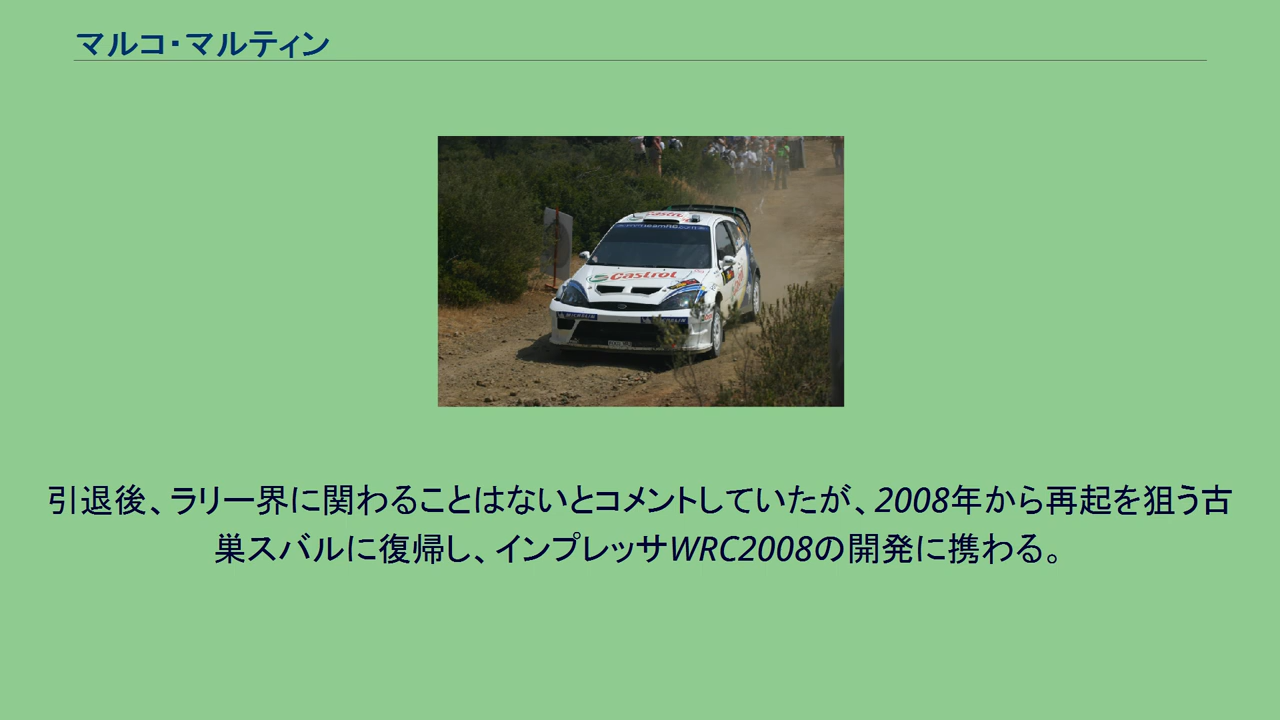 マルコ・マルティン
Castrol
Castrol
MICHELIN
引退後、ラリー界に関わることはないとコメントしていたが、2008年から再起を狙う古
巣スバルに復帰し、インプレッサWRC2008の開発に携わる。